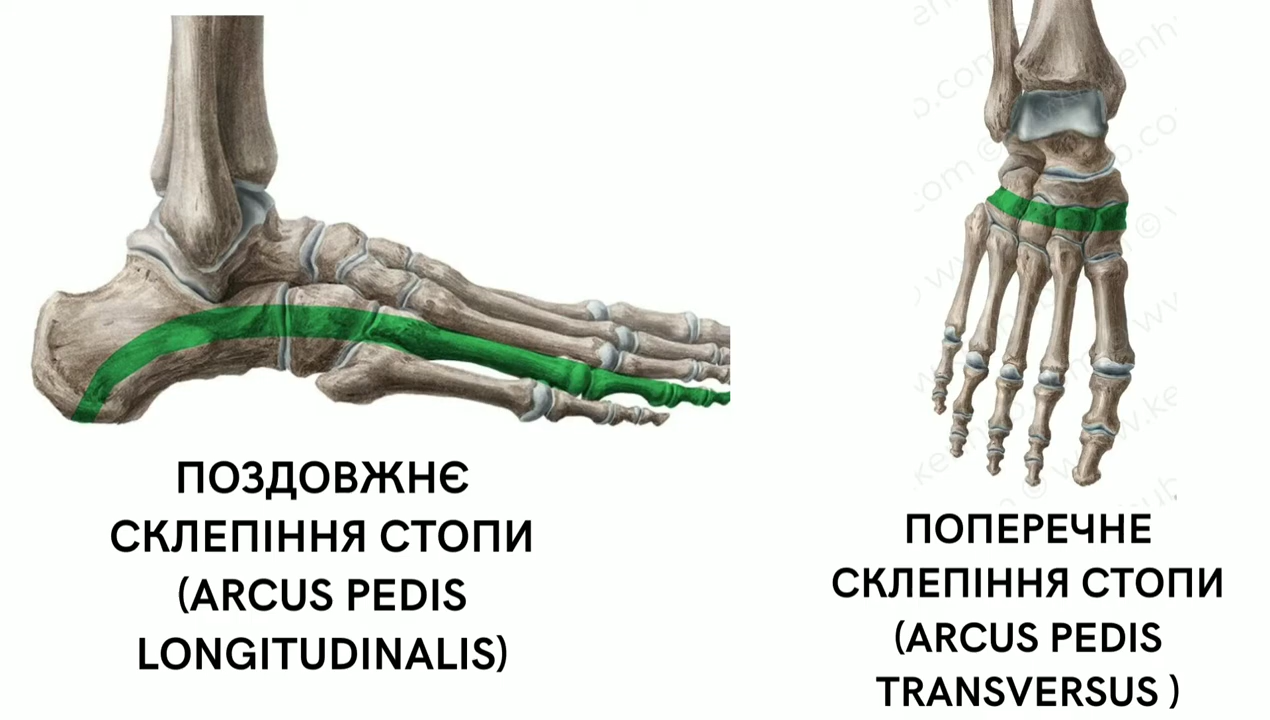 ПОЗДОВЖНЄ
СКЛЕПІННЯ СТОПИ
(ARCUS PEDIS
LONGITUDINALIS)
ПОПЕРЕЧНЕ
СКЛЕПІННЯ СТОПИ
(ARCUS PEDIS
TRANSVERSUS )